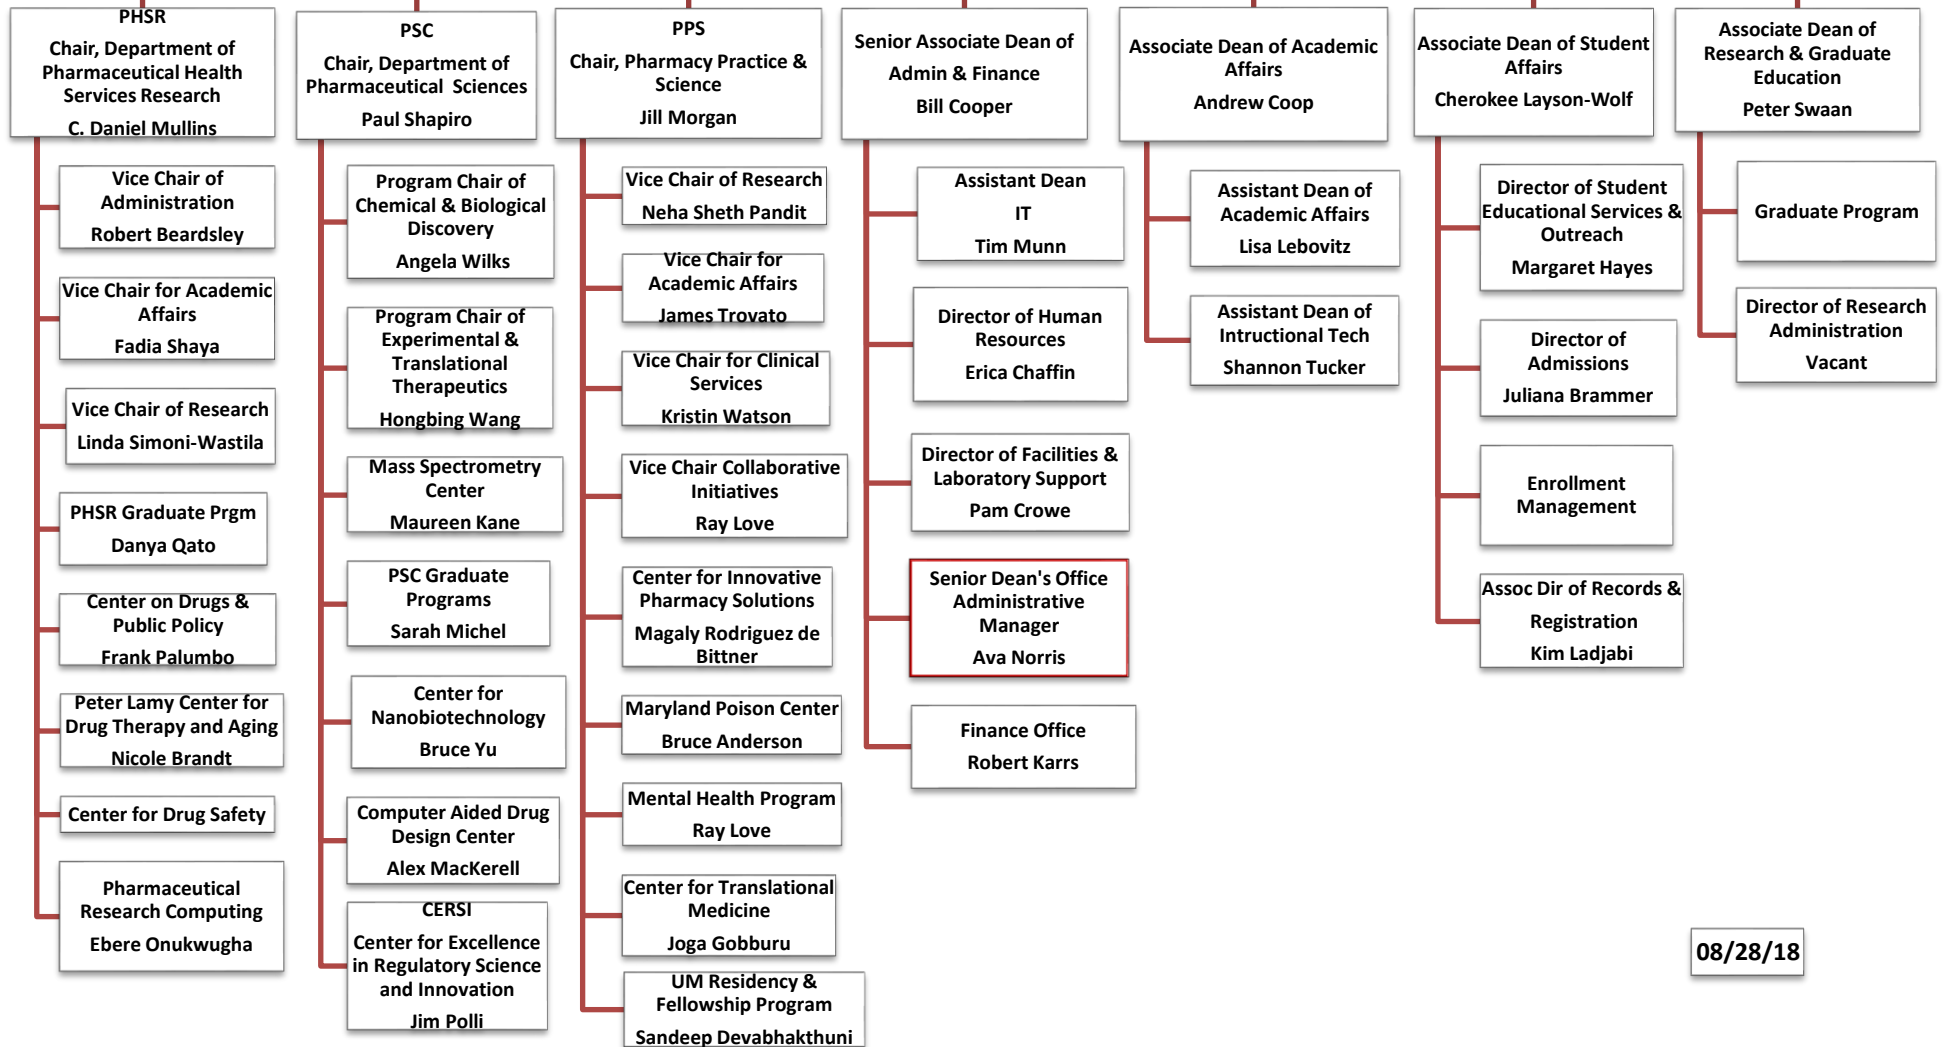 PHSR
Chair, Department of
Pharmaceutical Health
Services Research
C. Daniel Mullins
Vice Chair of
Administration
Robert Beardsley
Vice Chair for Academic
Affairs
Fadia Shaya
Vice Chair of Research
Linda Simoni-Wastila
PHSR Graduate Prgm
Danya Qato
Center on Drugs &
Public Policy
Frank Palumbo
Peter Lamy Center for
Drug Therapy and Aging
Nicole Brandt
Center for Drug Safety
Pharmaceutical
Research Computing
Ebere Onukwugha
PSC
Chair, Department of
Pharmaceutical Sciences
Paul Shapiro
Program Chair of
Chemical & Biological
Discovery
Angela Wilks
Program Chair of
Experimental &
Translational
Therapeutics
Hongbing Wang
Mass Spectrometry
Center
Maureen Kane
PSC Graduate
Programs
Sarah Michel
Center for
Nanobiotechnology
Bruce Yu
Computer Aided Drug
Design Center
Alex MacKerell
CERSI
Center for Excellence
in Regulatory Science
and Innovation
Jim Polli
PPS
Chair, Pharmacy Practice &
Science
Jill Morgan
Vice Chair of Research
Neha Sheth Pandit
Vice Chair for
Academic Affairs
James Trovato
Vice Chair for Clinical
Services
Kristin Watson
Vice Chair Collaborative
Initiatives
Ray Love
Center for Innovative
Pharmacy Solutions
Magaly Rodriguez de
Bittner
Maryland Poison Center
Bruce Anderson
Mental Health Program
Ray Love
Center for Translational
Medicine
Joga Gobburu
UM Residency &
Fellowship Program
Sandeep Devabhakthuni
Senior Associate Dean of
Admin & Finance
Bill Cooper
Assistant Dean
IT
Tim Munn
Director of Human
Resources
Erica Chaffin
Director of Facilities &
Laboratory Support
Pam Crowe
Senior Dean's Office
Administrative
Manager
Ava Norris
Finance Office
Robert Karrs
Associate Dean of Academic
Affairs
Andrew Coop
Assistant Dean of
Academic Affairs
Lisa Lebovitz
Assistant Dean of
Intructional Tech
Shannon Tucker
Associate Dean of Student
Affairs
Cherokee Layson-Wolf
Director of Student
Educational Services &
Outreach
Margaret Hayes
Director of
Admissions
Juliana Brammer
Enrollment
Management
Assoc Dir of Records &
Registration
Kim Ladjabi
Associate Dean of
Research & Graduate
Education
Peter Swaan
Graduate Program
Director of Research
Administration
Vacant
08/28/18